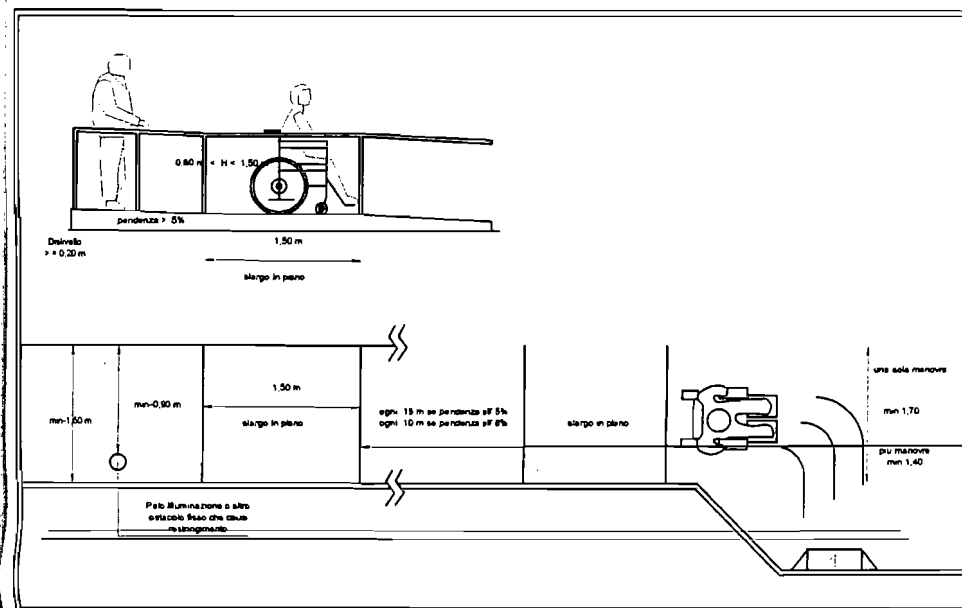 0.80 m < H < 1,50 m
pendenza > 5%
Dislivello
> = 0,20 m
1,50 m
slargo in piano
min-1,50 m
min-0,90 m
1,50 m
slargo in piano
ogni 15 m se pendenza all' 5%
ogni 10 m se pendenza all' 8%
slargo in piano
una sola manovra
min 1,70
più manovre
min 1,40
Palo illuminazione o altro
ostacolo fisso che causi
restringimento